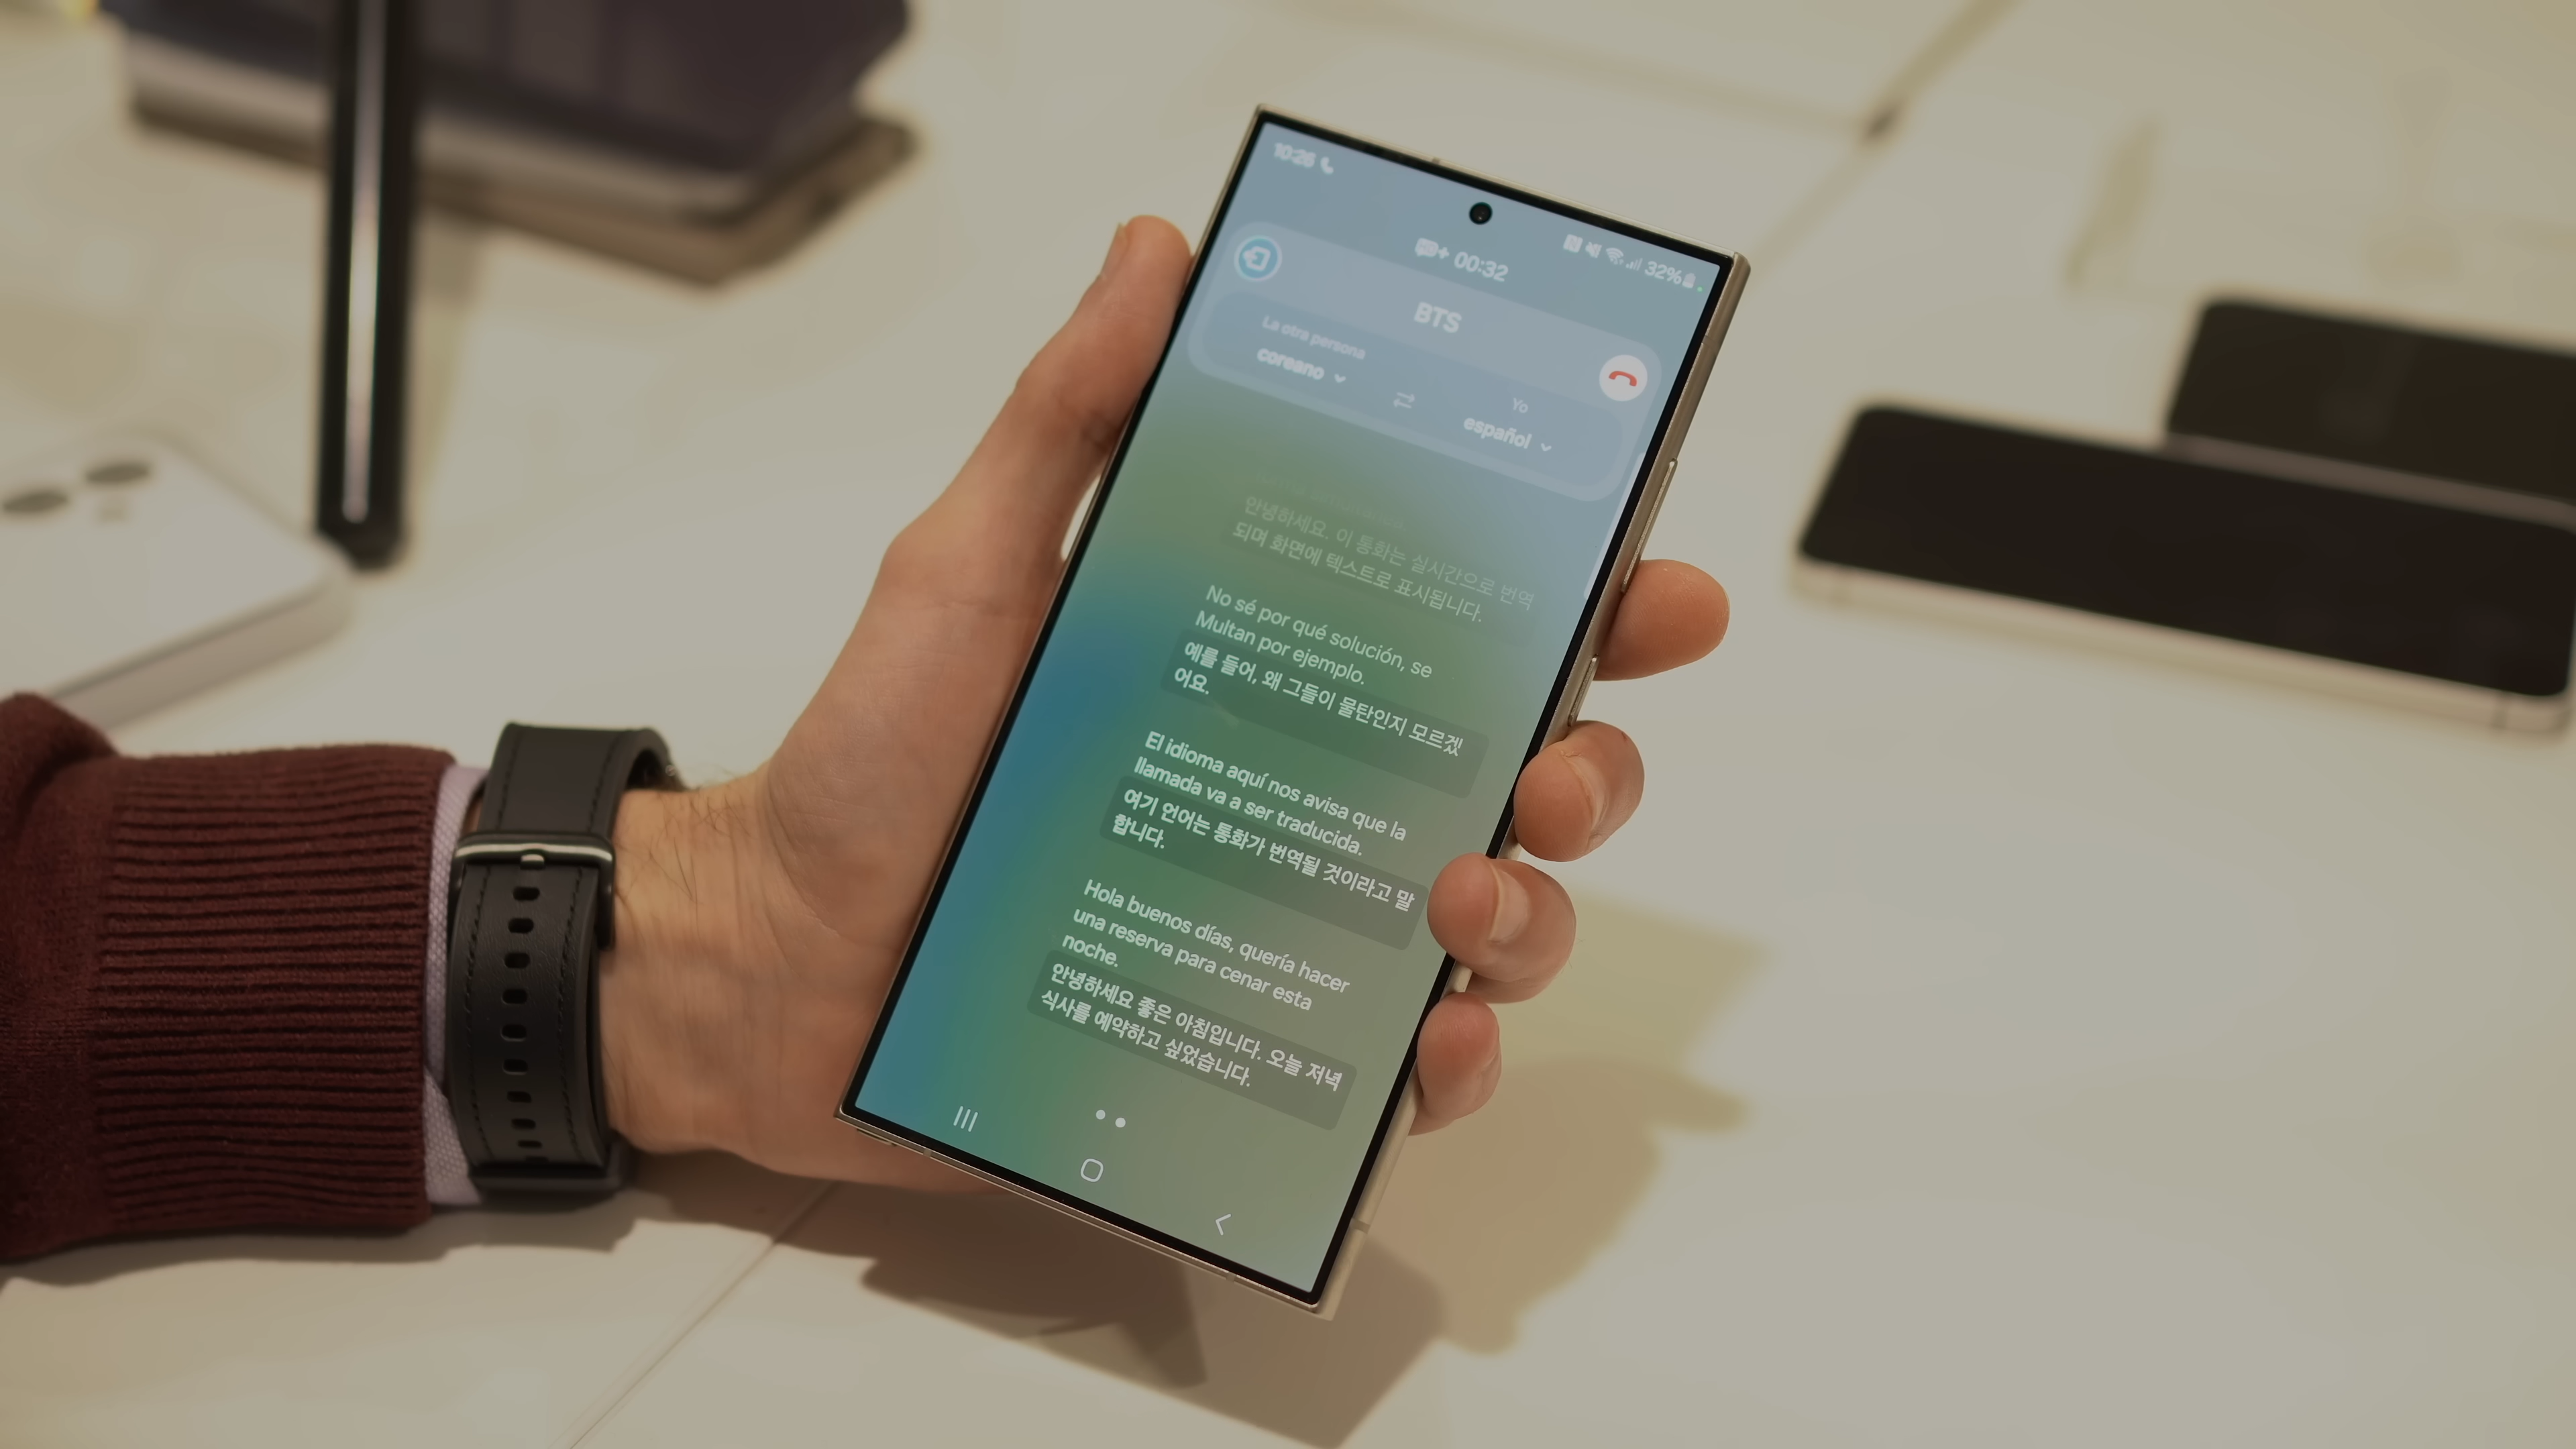 10:26
32%
00:32
BTS
La otra persona
coreano
Yo
español
안녕하세요. 이 통화는 실시간으로 번역
되며 화면에 텍스트로 표시됩니다.
No sé por qué solución, se
Multan por ejemplo.
예를 들어, 왜 그들이 물탄인지 모르겠
어요.
El idioma aquí nos avisa que la
llamada va a ser traducida.
여기 언어는 통화가 번역될 것이라고 말
합니다.
Hola buenos días, quería hacer
una reserva para cenar esta
noche.
안녕하세요 좋은 아침입니다. 오늘 저녁
식사를 예약하고 싶었습니다.